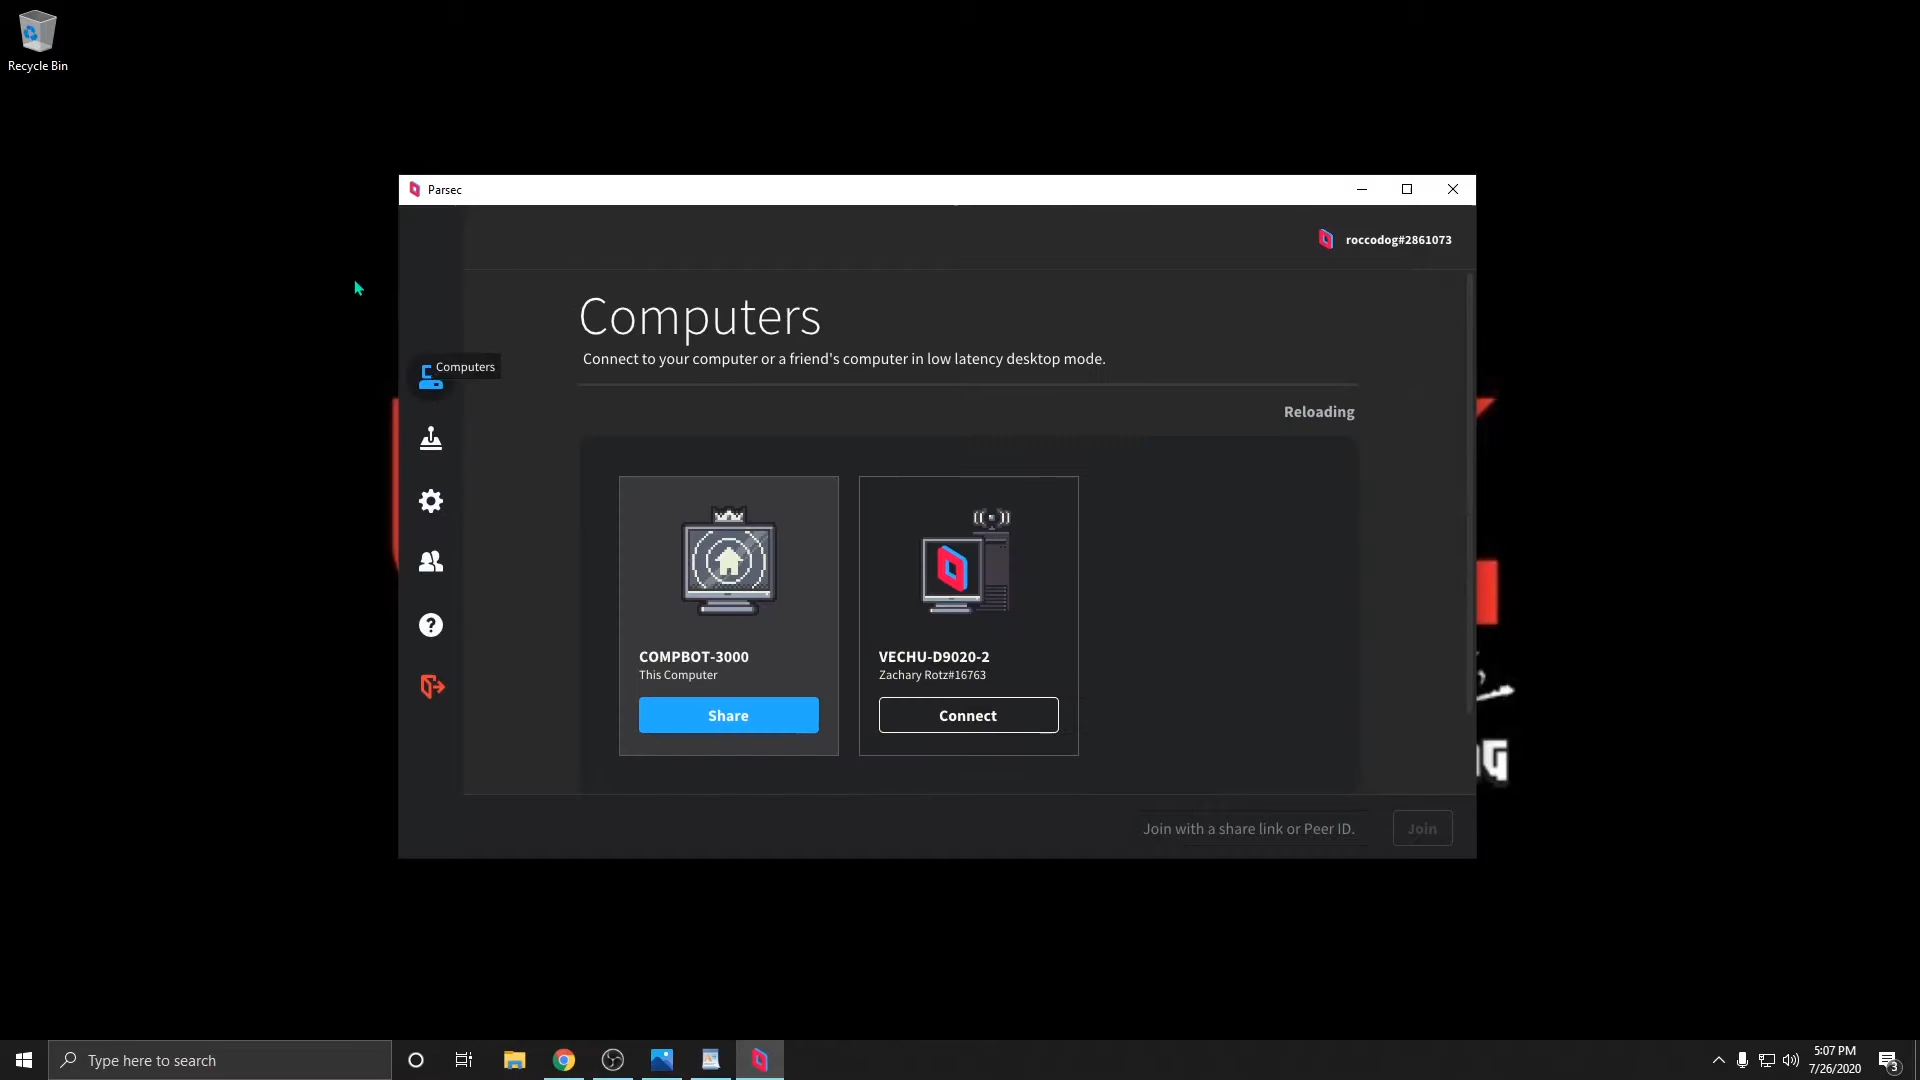 Recycle Bin
Parsec
roccodog#2861073
Computers
Connect to your computer or a friend's computer in low latency desktop mode.
Computers
Reloading
COMPBOT-3000
This Computer
Share
VECHU-D9020-2
Zachary Rotz#16763
Connect
Join with a share link or Peer ID.
Join
Type here to search
5:07 PM
7/26/2020
3